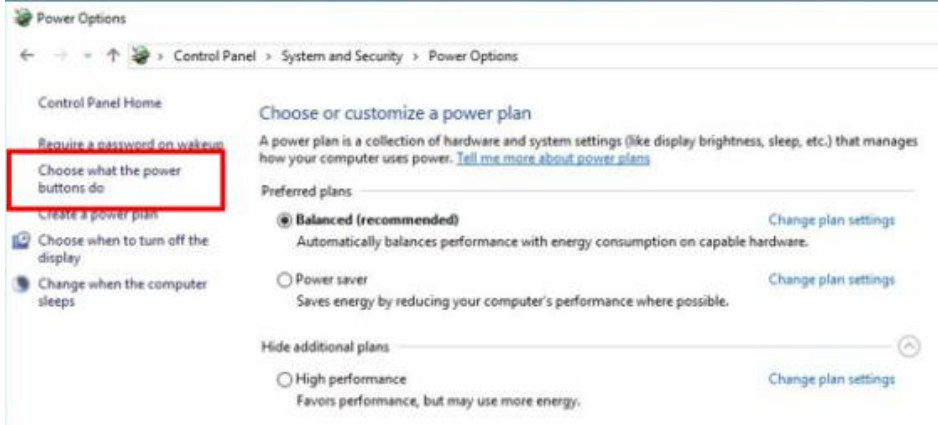 Power Options
Control Panel > System and Security > Power Options
Control Panel Home
Require a password on wakeup
Choose what the power
buttons do
Create a power plan
Choose when to turn off the
display
Change when the computer
sleeps
Choose or customize a power plan
A power plan is a collection of hardware and system settings (like display brightness, sleep, etc.) that manages
how your computer uses power. Tell me more about power plans
Preferred plans
Balanced (recommended) Change plan settings
Automatically balances performance with energy consumption on capable hardware.
Power saver Change plan settings
Saves energy by reducing your computer's performance where possible.
Hide additional plans
High performance Change plan settings
Favors performance, but may use more energy.